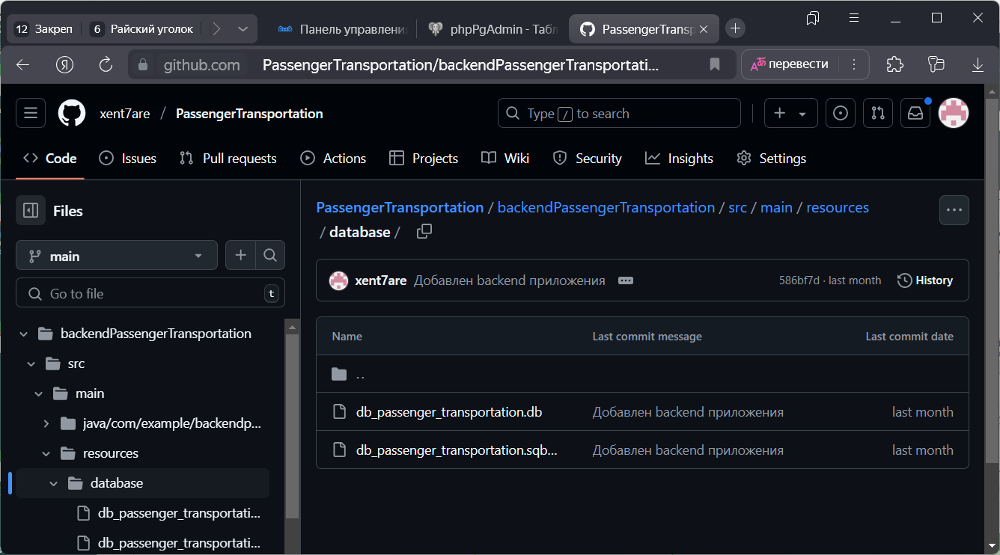 12 Закреп 6 Райский уголок Панель управлени phpPgAdmin - Табл PassengerTransp
github.com PassengerTransportation/backendPassengerTransportati... перевести
xent7are / PassengerTransportation Type / to search
Code Issues Pull requests Actions Projects Wiki Security Insights Settings
Files
main
Go to file t
backendPassengerTransportation
src
main
java/com/example/backendp...
resources
database
db_passenger_transportati...
db_passenger_transportati...
PassengerTransportation / backendPassengerTransportation / src / main / resources
/ database /
xent7are Добавлен backend приложения 586bf7d · last month History
Name Last commit message Last commit date
..
db_passenger_transportation.db Добавлен backend приложения last month
db_passenger_transportation.sqb... Добавлен backend приложения last month